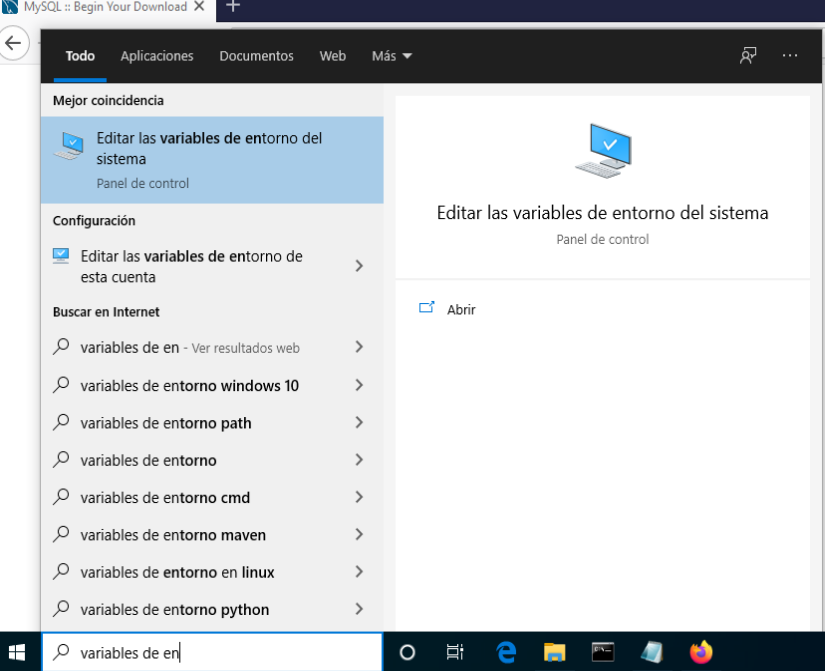 MySQL :: Begin Your Download
Todo Aplicaciones Documentos Web Más
Mejor coincidencia
Editar las variables de entorno del
sistema
Panel de control
Configuración
Editar las variables de entorno de
esta cuenta
Buscar en Internet
variables de en - Ver resultados web
variables de entorno windows 10
variables de entorno path
variables de entorno
variables de entorno cmd
variables de entorno maven
variables de entorno en linux
variables de entorno python
Editar las variables de entorno del sistema
Panel de control
Abrir
variables de en